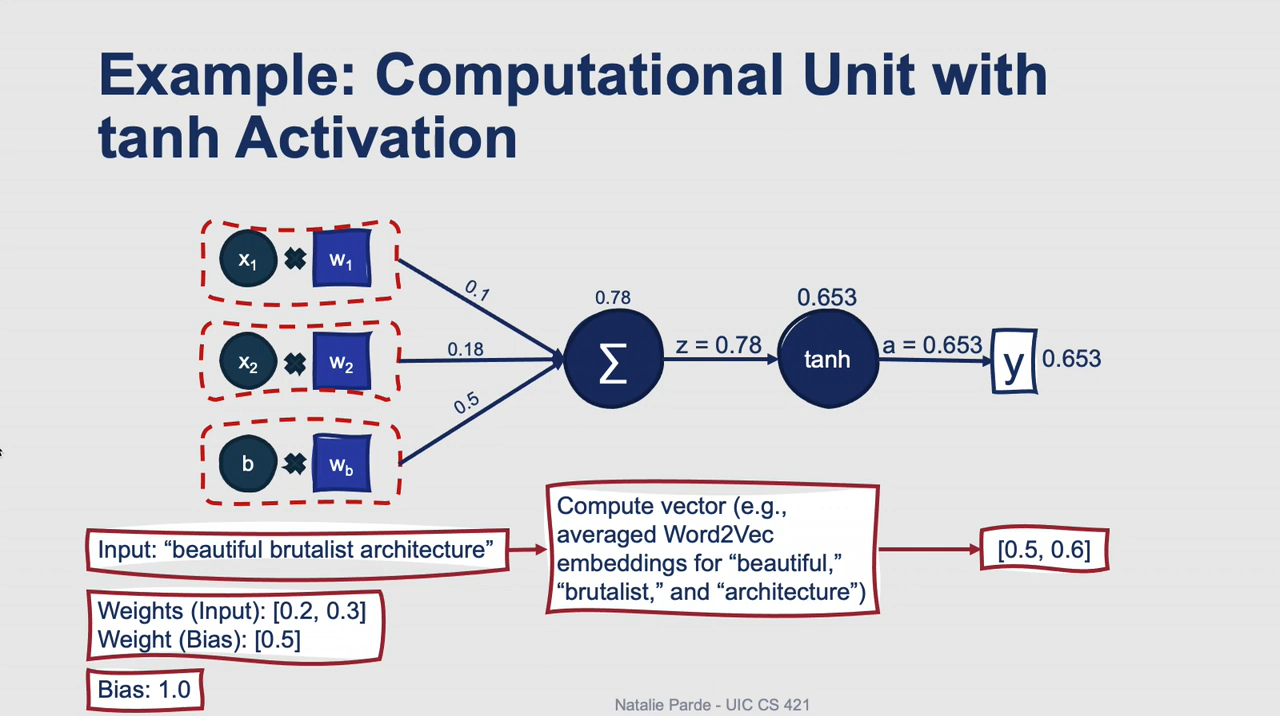 Example: Computational Unit with
tanh Activation
x1 ✖ w1
0.1
x2 ✖ w2
0.18
b ✖ wb
0.5
0.78
∑
z = 0.78
0.653
tanh
a = 0.653
y
0.653
Input: “beautiful brutalist architecture”
Compute vector (e.g.,
averaged Word2Vec
embeddings for “beautiful,”
“brutalist,” and “architecture”)
[0.5, 0.6]
Weights (Input): [0.2, 0.3]
Weight (Bias): [0.5]
Bias: 1.0
Natalie Parde - UIC CS 421